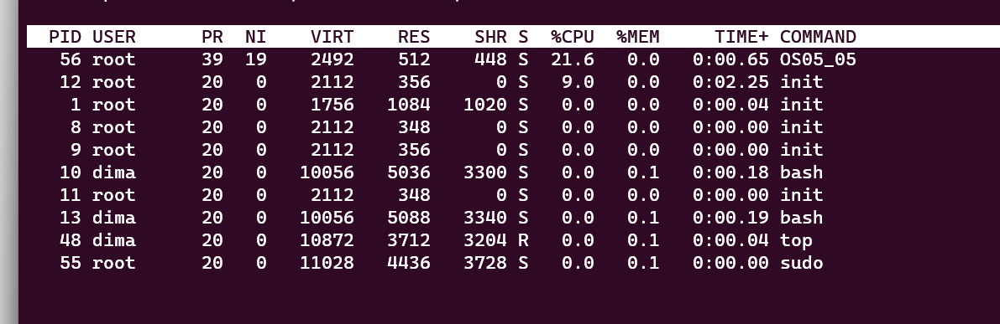 PID USER PR NI VIRT RES SHR S %CPU %MEM TIME+ COMMAND
56 root 39 19 2492 512 448 S 21.6 0.0 0:00.65 OS05_05
12 root 20 0 2112 356 0 S 9.0 0.0 0:02.25 init
1 root 20 0 1756 1084 1020 S 0.0 0.0 0:00.04 init
8 root 20 0 2112 348 0 S 0.0 0.0 0:00.00 init
9 root 20 0 2112 356 0 S 0.0 0.0 0:00.00 init
10 dima 20 0 10056 5036 3300 S 0.0 0.1 0:00.18 bash
11 root 20 0 2112 348 0 S 0.0 0.0 0:00.00 init
13 dima 20 0 10056 5088 3340 S 0.0 0.1 0:00.19 bash
48 dima 20 0 10872 3712 3204 R 0.0 0.1 0:00.04 top
55 root 20 0 11028 4436 3728 S 0.0 0.1 0:00.00 sudo